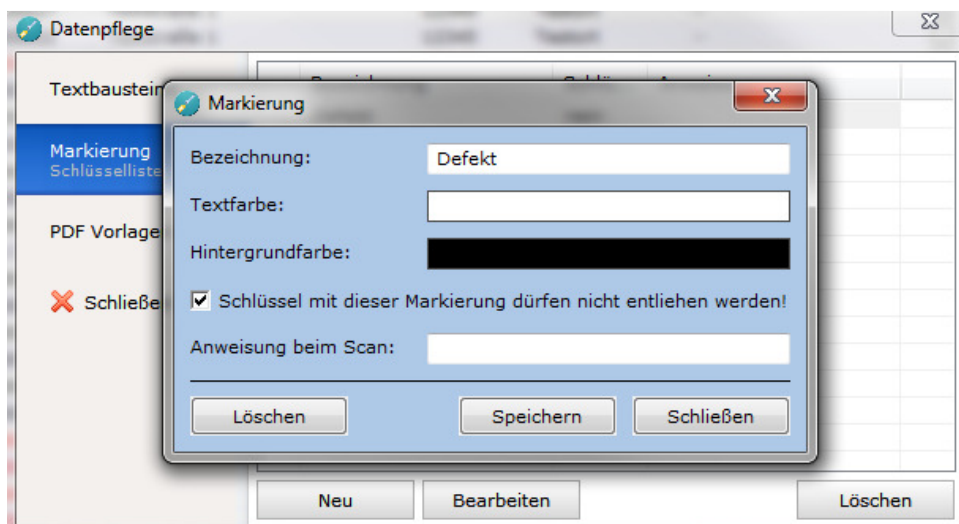 Datenpflege
Markierung
Bezeichnung:
Defekt
Textfarbe:
Hintergrundfarbe:
Schlüssel mit dieser Markierung dürfen nicht entliehen werden!
Anweisung beim Scan:
Löschen
Speichern
Schließen
Textbaustein
Markierung
Schlüsselliste
PDF Vorlage
Schließe
Neu
Bearbeiten
Löschen